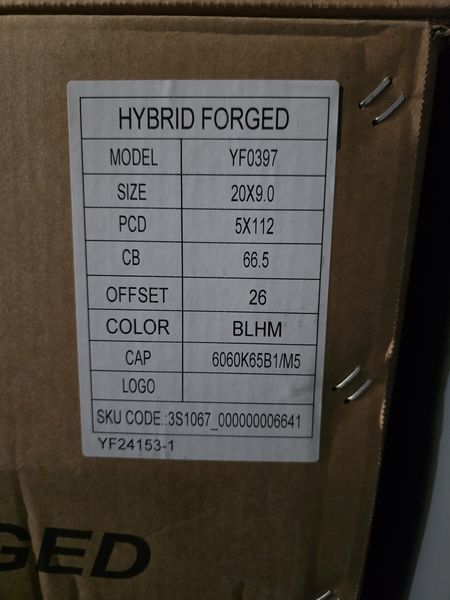 HYBRID FORGED
MODEL YF0397
SIZE 20X9.0
PCD 5X112
CB 66.5
OFFSET 26
COLOR BLHM
CAP 6060K65B1/M5
LOGO
SKU CODE.:3S1067_000000006641
YF24153-1
GED